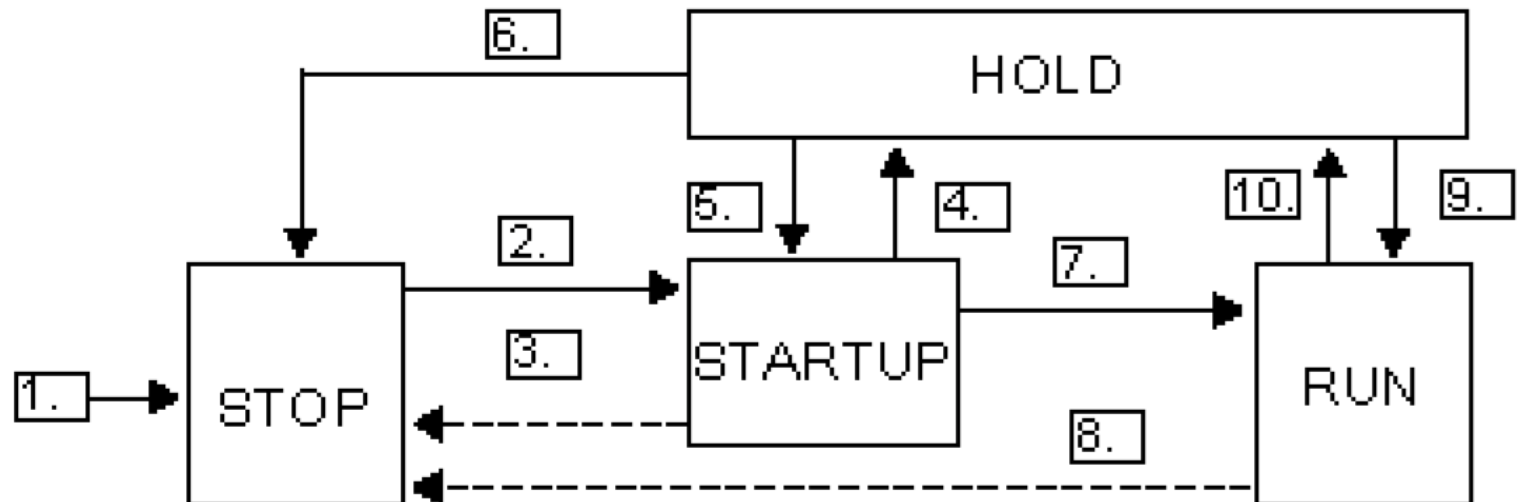 6.
HOLD
5.
4.
10.
9.
2.
7.
3.
STARTUP
1.
STOP
RUN
8.